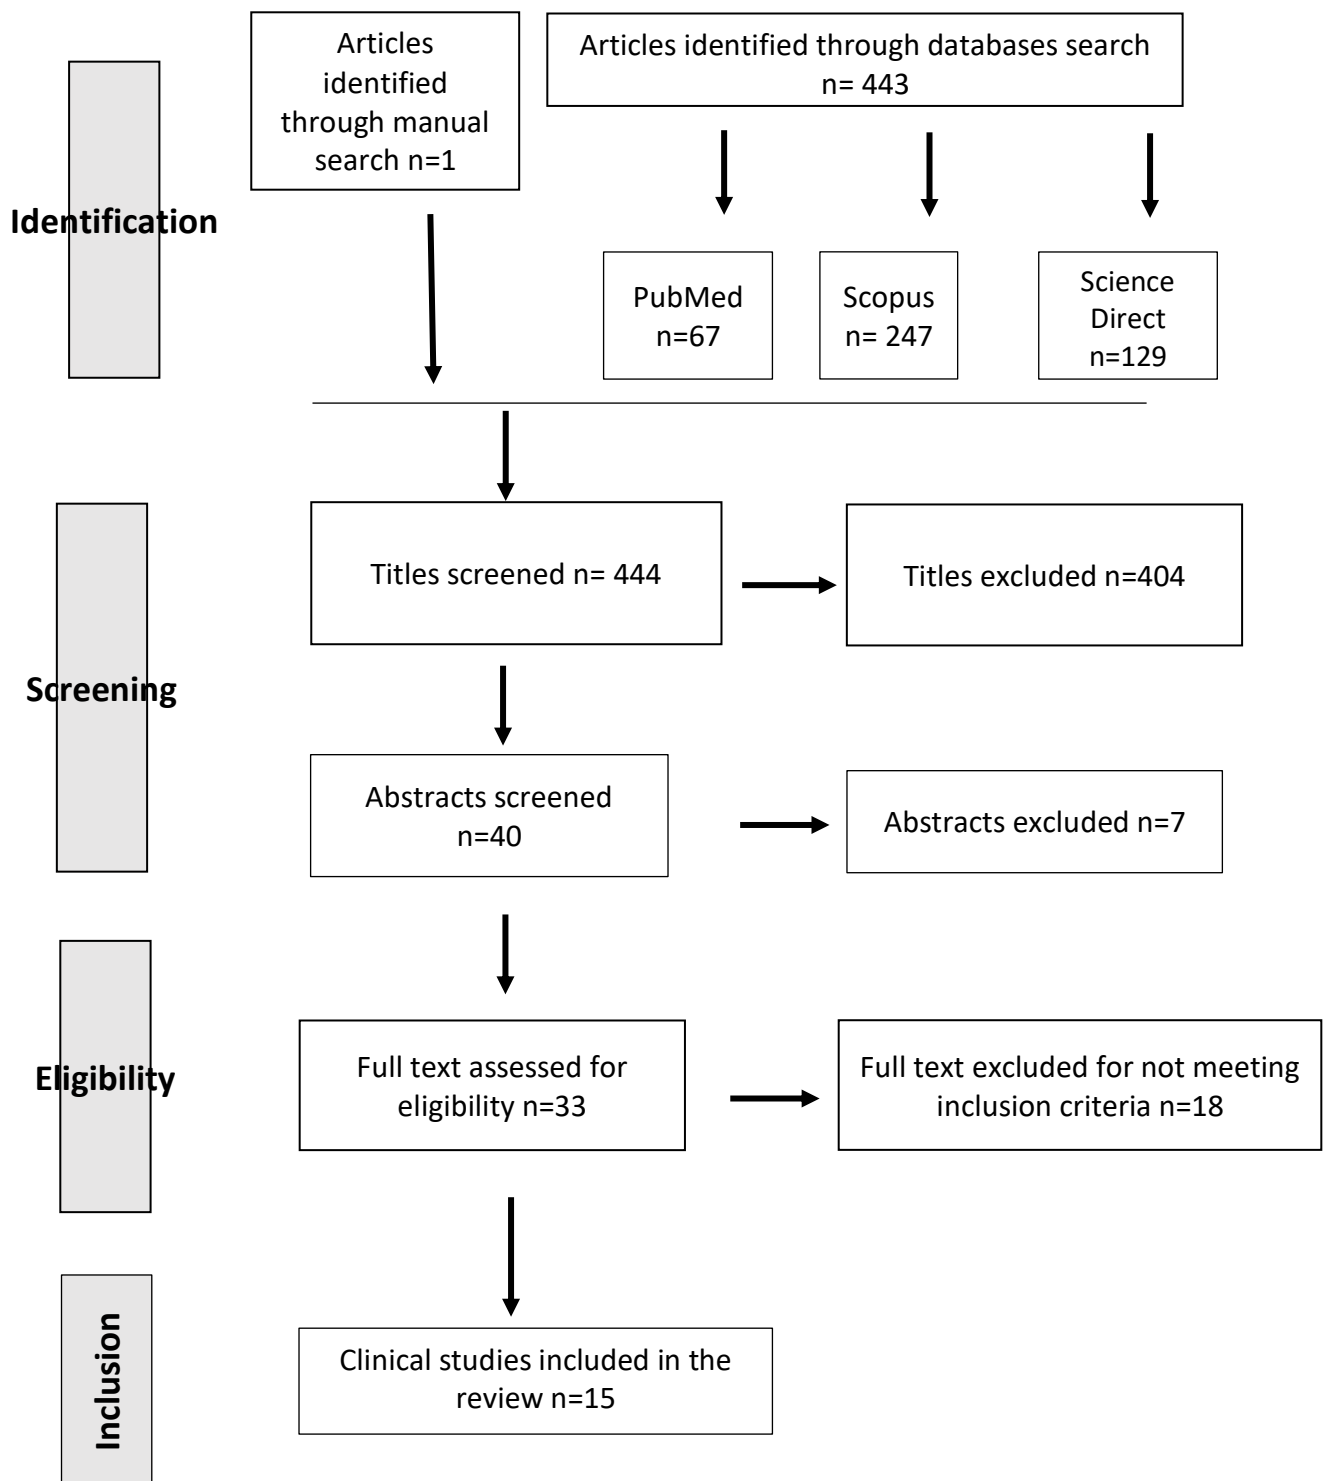 Articles
identified
through manual
search n=1
Articles identified through databases search
n= 443
Identification
PubMed
n=67
Scopus
n= 247
Science
Direct
n=129
Titles screened n= 444
Titles excluded n=404
Screening
Abstracts screened
n=40
Abstracts excluded n=7
Eligibility
Full text assessed for
eligibility n=33
Full text excluded for not meeting
inclusion criteria n=18
Inclusion
Clinical studies included in the
review n=15